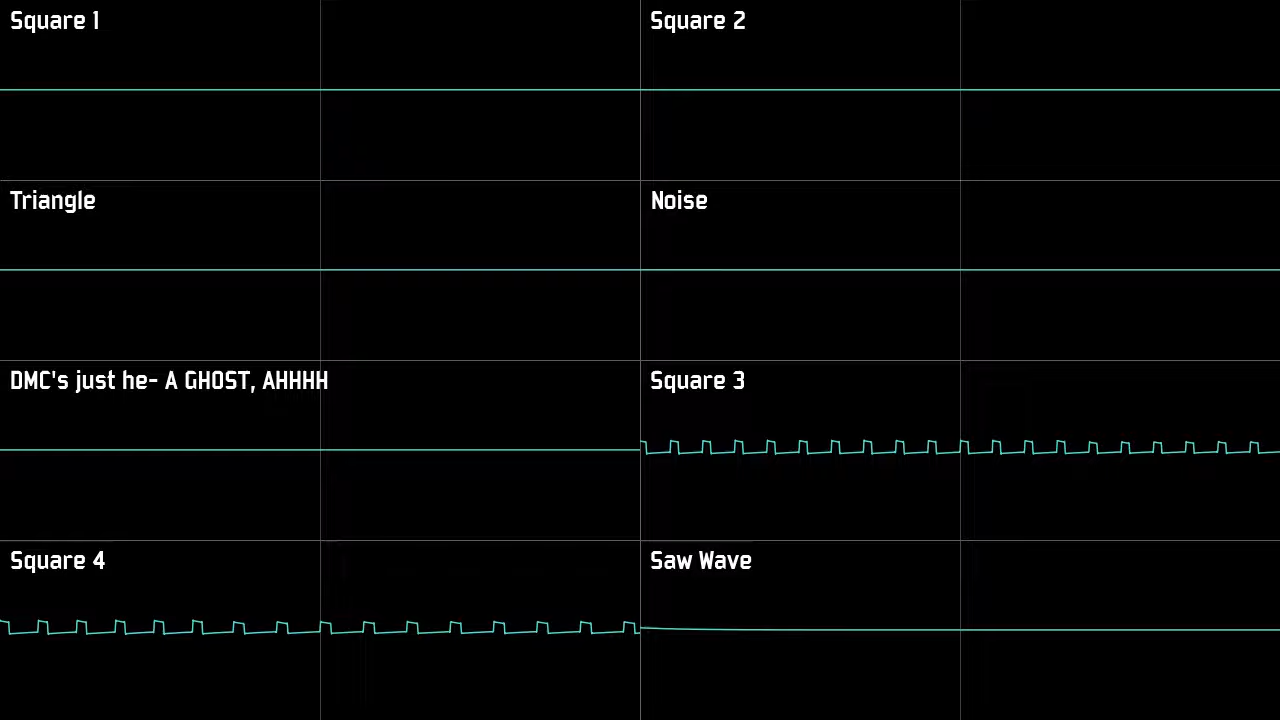 Square 1
Square 2
Triangle
Noise
DMC's just he- A GHOST, AHHHH
Square 3
Square 4
Saw Wave